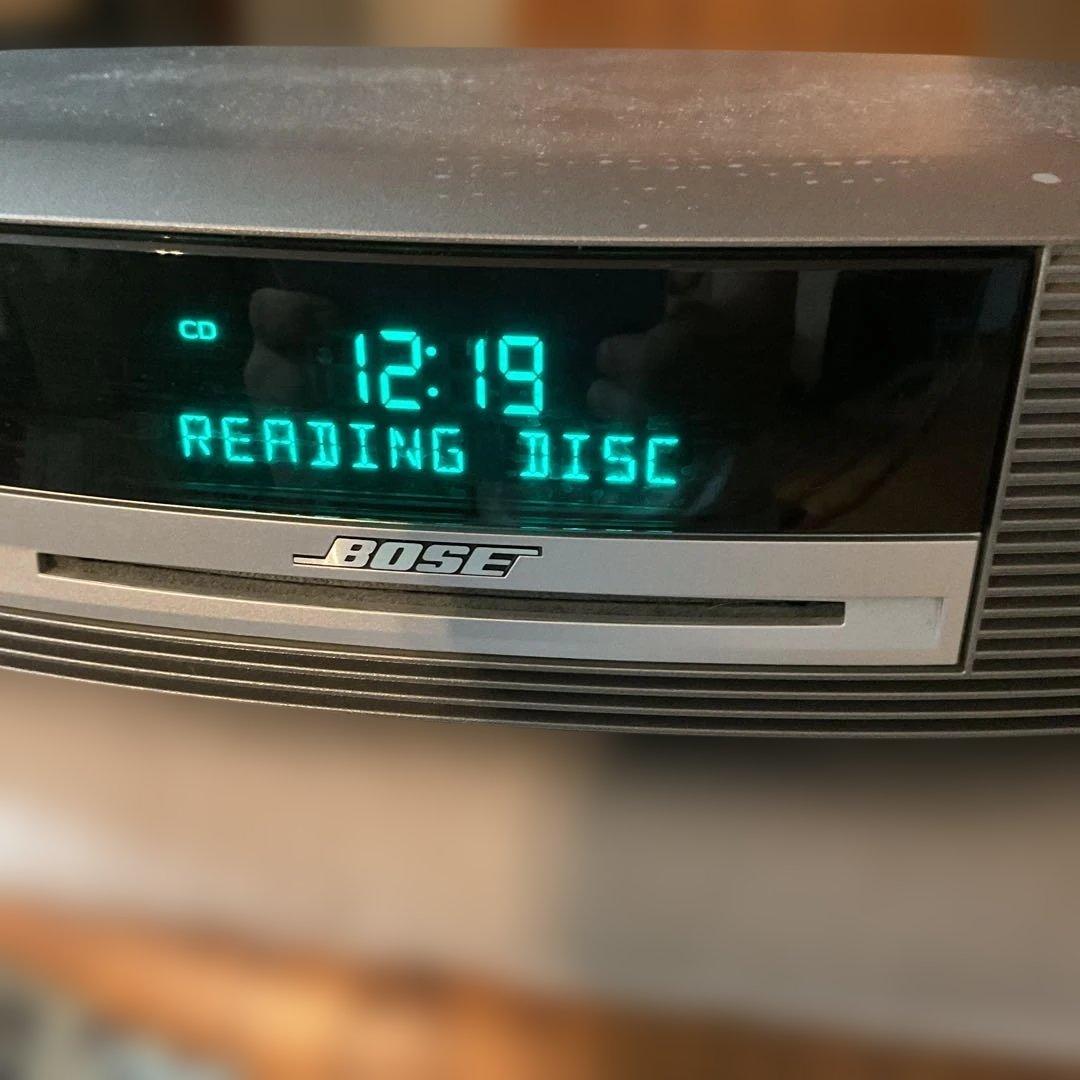 CD
12:19
READING DISC
BOSE